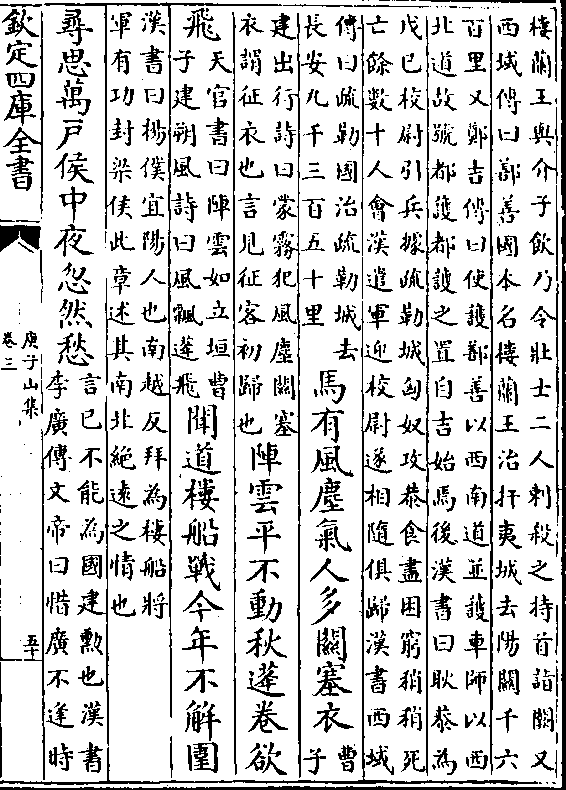 樓蘭王與介子飲乃令壯士二人刺殺之持首詣闕又
西域傳曰鄯善國本名樓蘭王治扜夷城去陽關千六
百里又鄭吉傳曰使護鄯善以西南道並護車師以西
北道故號都護都護之置自吉始焉後漢書曰耿恭為
戊巳校尉引兵據疏勒城匈奴攻恭食盡困窮稍稍死
亡餘數十人會漢遣軍迎校尉遂相隨俱歸漢書西域
傳曰疏勒國治疏勒城去
長安九千三百五十里
馬有風塵氣人多關塞衣
曹
子
建出行詩曰蒙霧犯風塵關塞
衣謂征衣也言見征客初歸也
陣雲平不動秋蓬卷欲
飛
天官書曰陣雲如立垣曹
子建朔風詩曰風飄蓬飛
聞道樓船戰今年不解圍
漢書曰楊僕宜陽人也南越反拜為樓船將
軍有功封梁侯此章述其南北絕遠之情也
尋思萬戶侯中夜忽然愁
言已不能為國建勲也漢書
李廣傳文帝曰惜廣不逢時
欽定四庫全書
庾子山集
卷三
五十